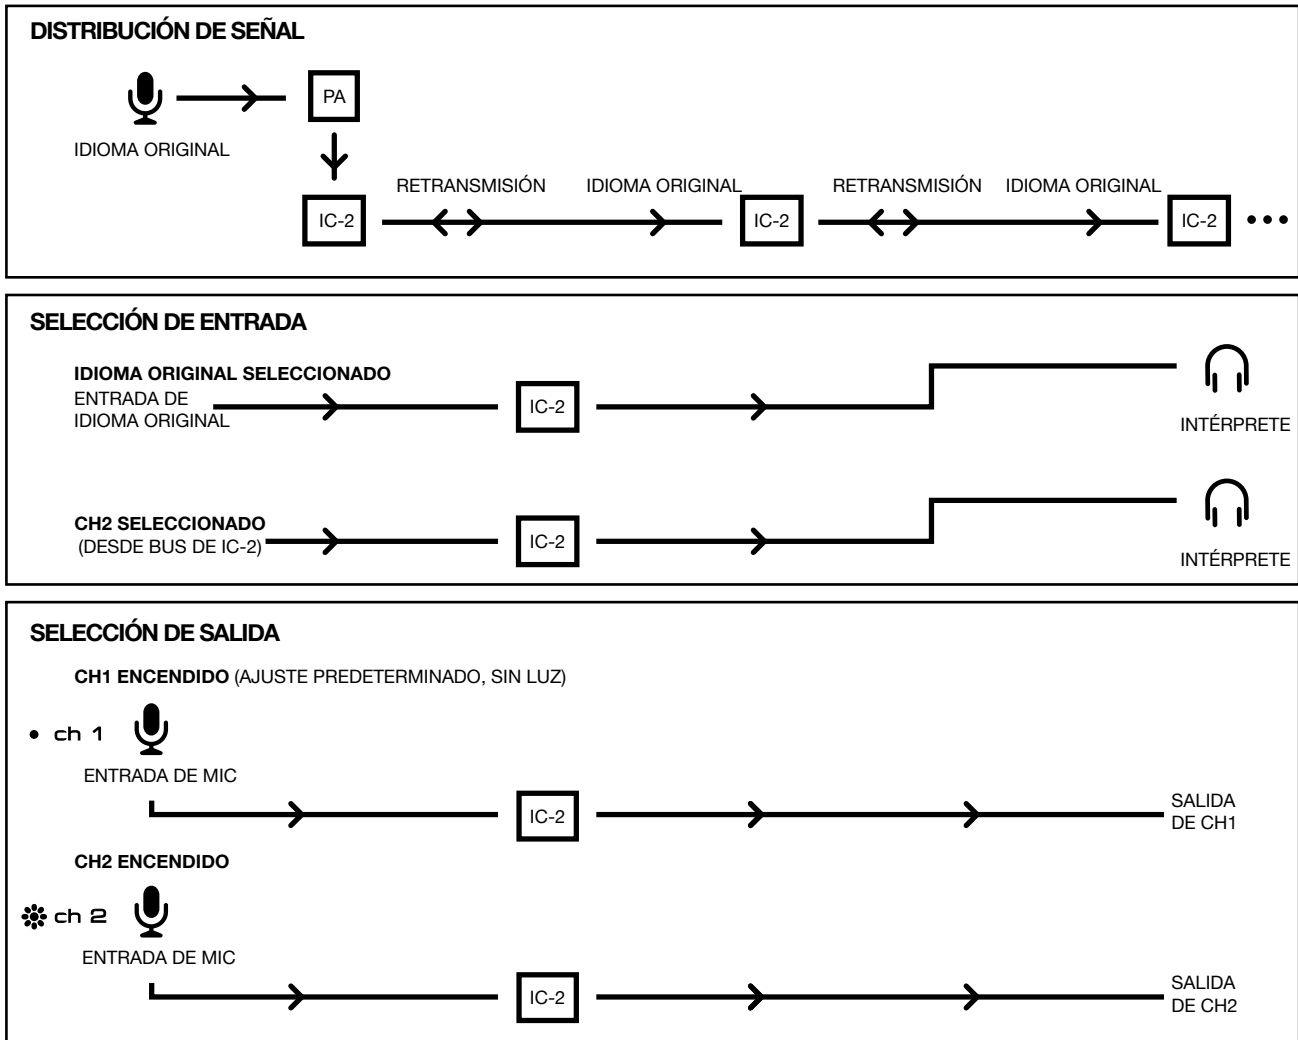 DISTRIBUCIÓN DE SEÑAL
PA
IDIOMA ORIGINAL
RETRANSMISIÓN
IDIOMA ORIGINAL
RETRANSMISIÓN
IDIOMA ORIGINAL
IC-2
IC-2
IC-2
SELECCIÓN DE ENTRADA
IDIOMA ORIGINAL SELECCIONADO
ENTRADA DE
IDIOMA ORIGINAL
IC-2
INTÉRPRETE
CH2 SELECCIONADO
(DESDE BUS DE IC-2)
IC-2
INTÉRPRETE
SELECCIÓN DE SALIDA
CH1 ENCENDIDO (AJUSTE PREDETERMINADO, SIN LUZ)
ch 1
ENTRADA DE MIC
IC-2
SALIDA
DE CH1
CH2 ENCENDIDO
ch 2
ENTRADA DE MIC
IC-2
SALIDA
DE CH2